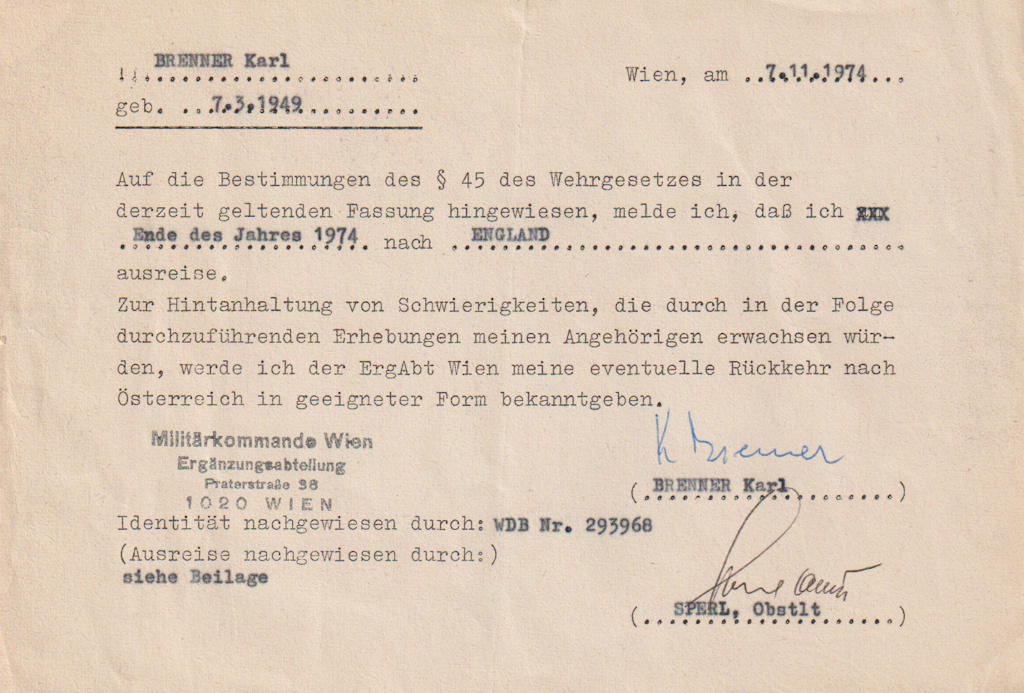 BRENNER Karl
Wien, am ..7.11.1974...
geb. ...7.3.1949..........
Auf die Bestimmungen des § 45 des Wehrgesetzes in der
derzeit geltenden Fassung hingewiesen, melde ich, daß ich xxx
.Ende des Jahres 1974. nach ..ENGLAND..............................
ausreise.
Zur Hintanhaltung von Schwierigkeiten, die durch in der Folge
durchzuführenden Erhebungen meinen Angehörigen erwachsen wür-
den, werde ich der ErgAbt Wien meine eventuelle Rückkehr nach
Österreich in geeigneter Form bekanntgeben.
Militärkommando Wien
Ergänzungsabteilung
Praterstraße 38
1020 WIEN
K Brenner
(.BRENNER Karl.........)
Identität nachgewiesen durch: WDB Nr. 293968
(Ausreise nachgewiesen durch:)
siehe Beilage
(...SPERL, Obstlt.......)